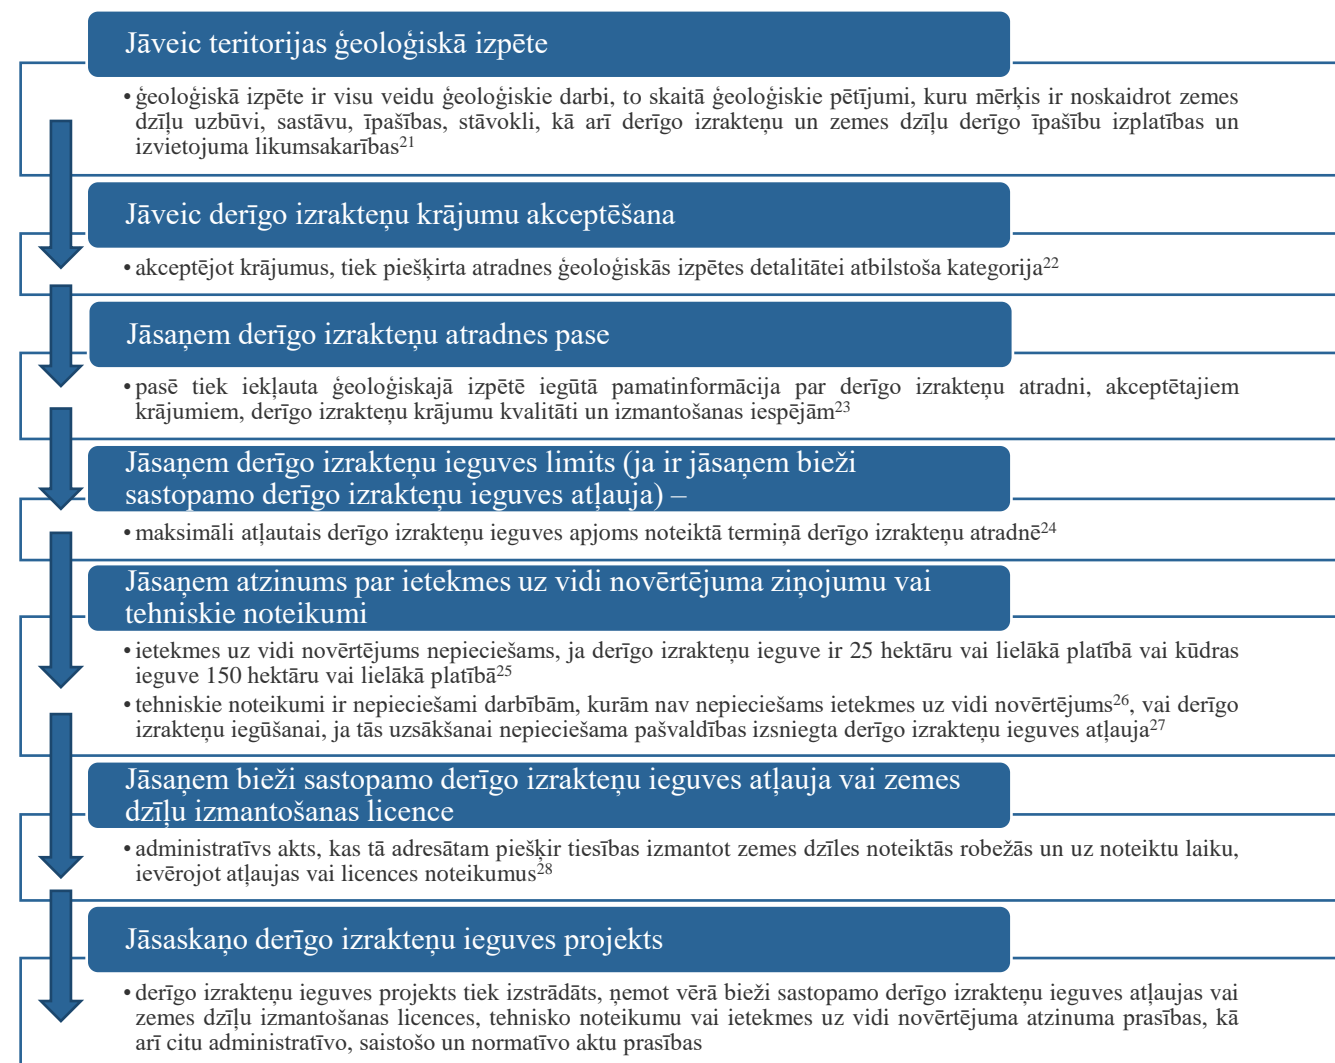 Jāveic teritorijas ģeoloģiskā izpēte
• ģeoloģiskā izpēte ir visu veidu ģeoloģiskie darbi, to skaitā ģeoloģiskie pētījumi, kuru mērķis ir noskaidrot zemes
dzīļu uzbūvi, sastāvu, īpašības, stāvokli, kā arī derīgo izrakteņu un zemes dzīļu derīgo īpašību izplatības un
izvietojuma likumsakarības²¹
Jāveic derīgo izrakteņu krājumu akceptēšana
• akceptējot krājumus, tiek piešķirta atradnes ģeoloģiskās izpētes detalitātei atbilstoša kategorija²²
Jāsaņem derīgo izrakteņu atradnes pase
• pasē tiek iekļauta ģeoloģiskajā izpētē iegūtā pamatinformācija par derīgo izrakteņu atradni, akceptētajiem
krājumiem, derīgo izrakteņu krājumu kvalitāti un izmantošanas iespējām²³
Jāsaņem derīgo izrakteņu ieguves limits (ja ir jāsaņem bieži
sastopamo derīgo izrakteņu ieguves atļauja) –
• maksimāli atļautais derīgo izrakteņu ieguves apjoms noteiktā termiņā derīgo izrakteņu atradnē²⁴
Jāsaņem atzinums par ietekmes uz vidi novērtējuma ziņojumu vai
tehniskie noteikumi
• ietekmes uz vidi novērtējums nepieciešams, ja derīgo izrakteņu ieguve ir 25 hektāru vai lielākā platībā vai kūdras
ieguve 150 hektāru vai lielākā platībā²⁵
• tehniskie noteikumi ir nepieciešami darbībām, kurām nav nepieciešams ietekmes uz vidi novērtējums²⁶, vai derīgo
izrakteņu iegūšanai, ja tās uzsākšanai nepieciešama pašvaldības izsniegta derīgo izrakteņu ieguves atļauja²⁷
Jāsaņem bieži sastopamo derīgo izrakteņu ieguves atļauja vai zemes
dzīļu izmantošanas licence
• administratīvs akts, kas tā adresātam piešķir tiesības izmantot zemes dzīles noteiktās robežās un uz noteiktu laiku,
ievērojot atļaujas vai licences noteikumus²⁸
Jāsaskaņo derīgo izrakteņu ieguves projekts
• derīgo izrakteņu ieguves projekts tiek izstrādāts, ņemot vērā bieži sastopamo derīgo izrakteņu ieguves atļaujas vai
zemes dzīļu izmantošanas licences, tehnisko noteikumu vai ietekmes uz vidi novērtējuma atzinuma prasības, kā
arī citu administratīvo, saistošo un normatīvo aktu prasības